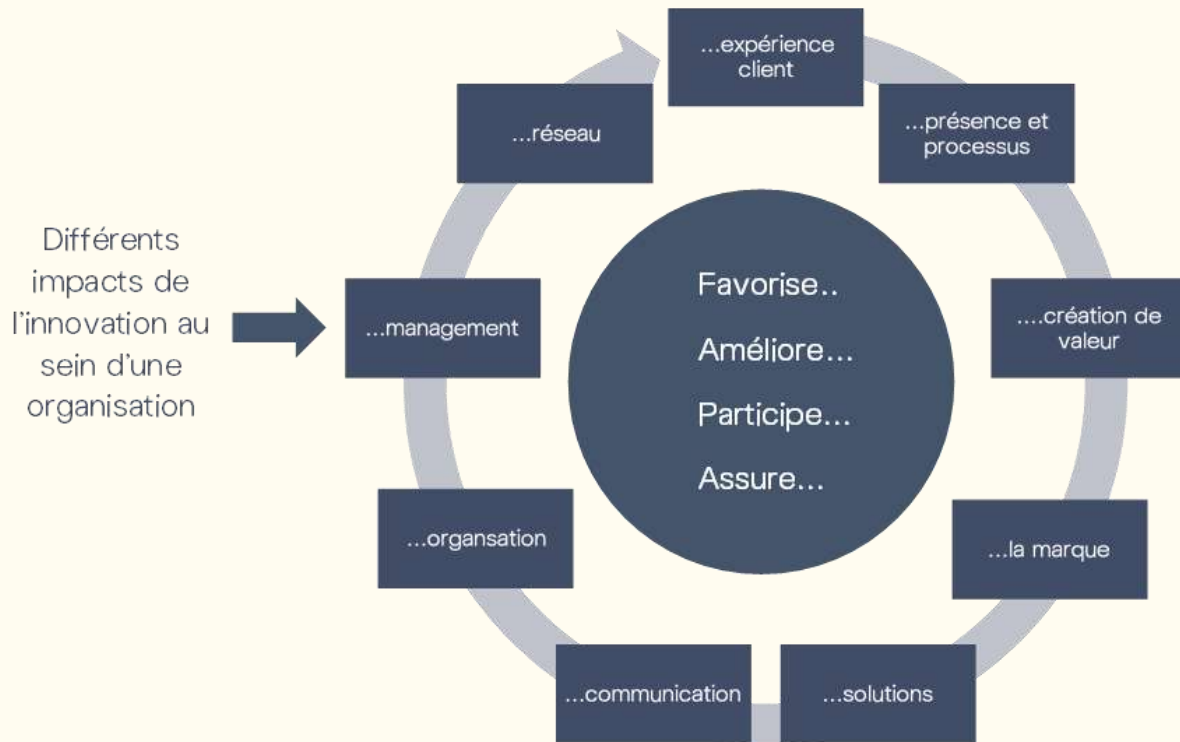 Différents
impacts de
l'innovation au
sein d'une
organisation
...expérience
client
...présence et
processus
....création de
valeur
...la marque
...solutions
...communication
...organsation
...management
...réseau
Favorise..
Améliore...
Participe...
Assure...